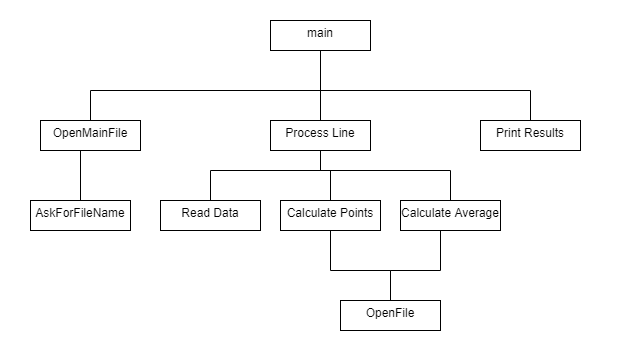 main
OpenMainFile
Process Line
Print Results
AskForFileName
Read Data
Calculate Points
Calculate Average
OpenFile